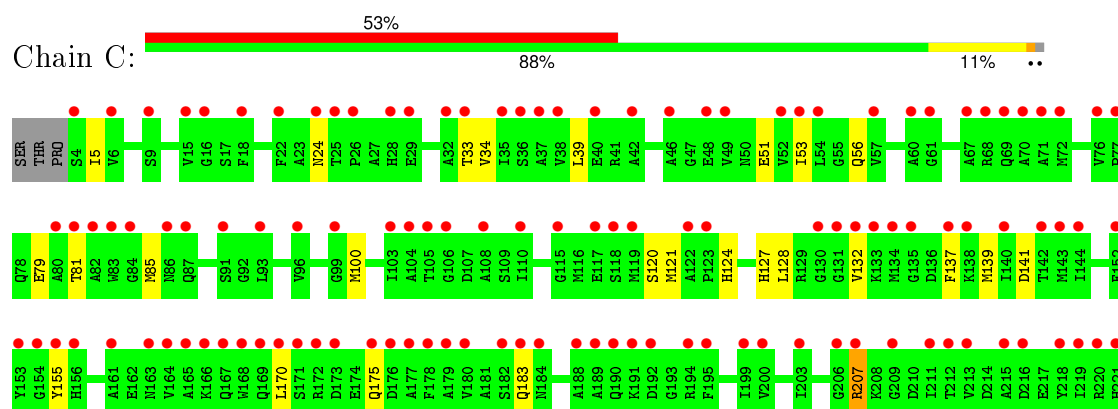 53%
Chain C:
88% 11%
SER THR PRO S4 I5 V6 S9 V15 G16 S17 F18 F22 A23 N24 T25 P26 A27 H28 E29 A32 T33 V34 I35 S36 A37 V38 L39 E40 R41 A42 A46 G47 E48 V49 N50 E51 V52 I53 L54 G55 Q56 V57 A60 G61 A67 R68 Q69 A70 A71 M72 V76
Q78 E79 A80 T81 A82 W83 G84 M85 N86 Q87 S91 G92 L93 V96 G99 M100 I103 A104 T105 G106 D107 A108 S109 I110 G115 M116 E117 S118 M119 S120 M121 A122 P123 H124 H127 L128 R129 G130 G131 V132 K133 M134 G135 D136 F137 K138 M139 I140 D141 T142 M143 I144
Y153 G154 Y155 H156 A161 E162 N163 V164 A165 K166 Q167 W168 Q169 L170 S171 R172 D173 E174 Q175 D176 A177 F178 A179 V180 A181 S182 Q183 N184 A188 A189 Q190 K191 D192 G193 R194 F195 I199 V200 I203 G206 R207 K208 G209 D210 I211 T212 V213 D214 A215 D216 E217 Y218 I219 R220